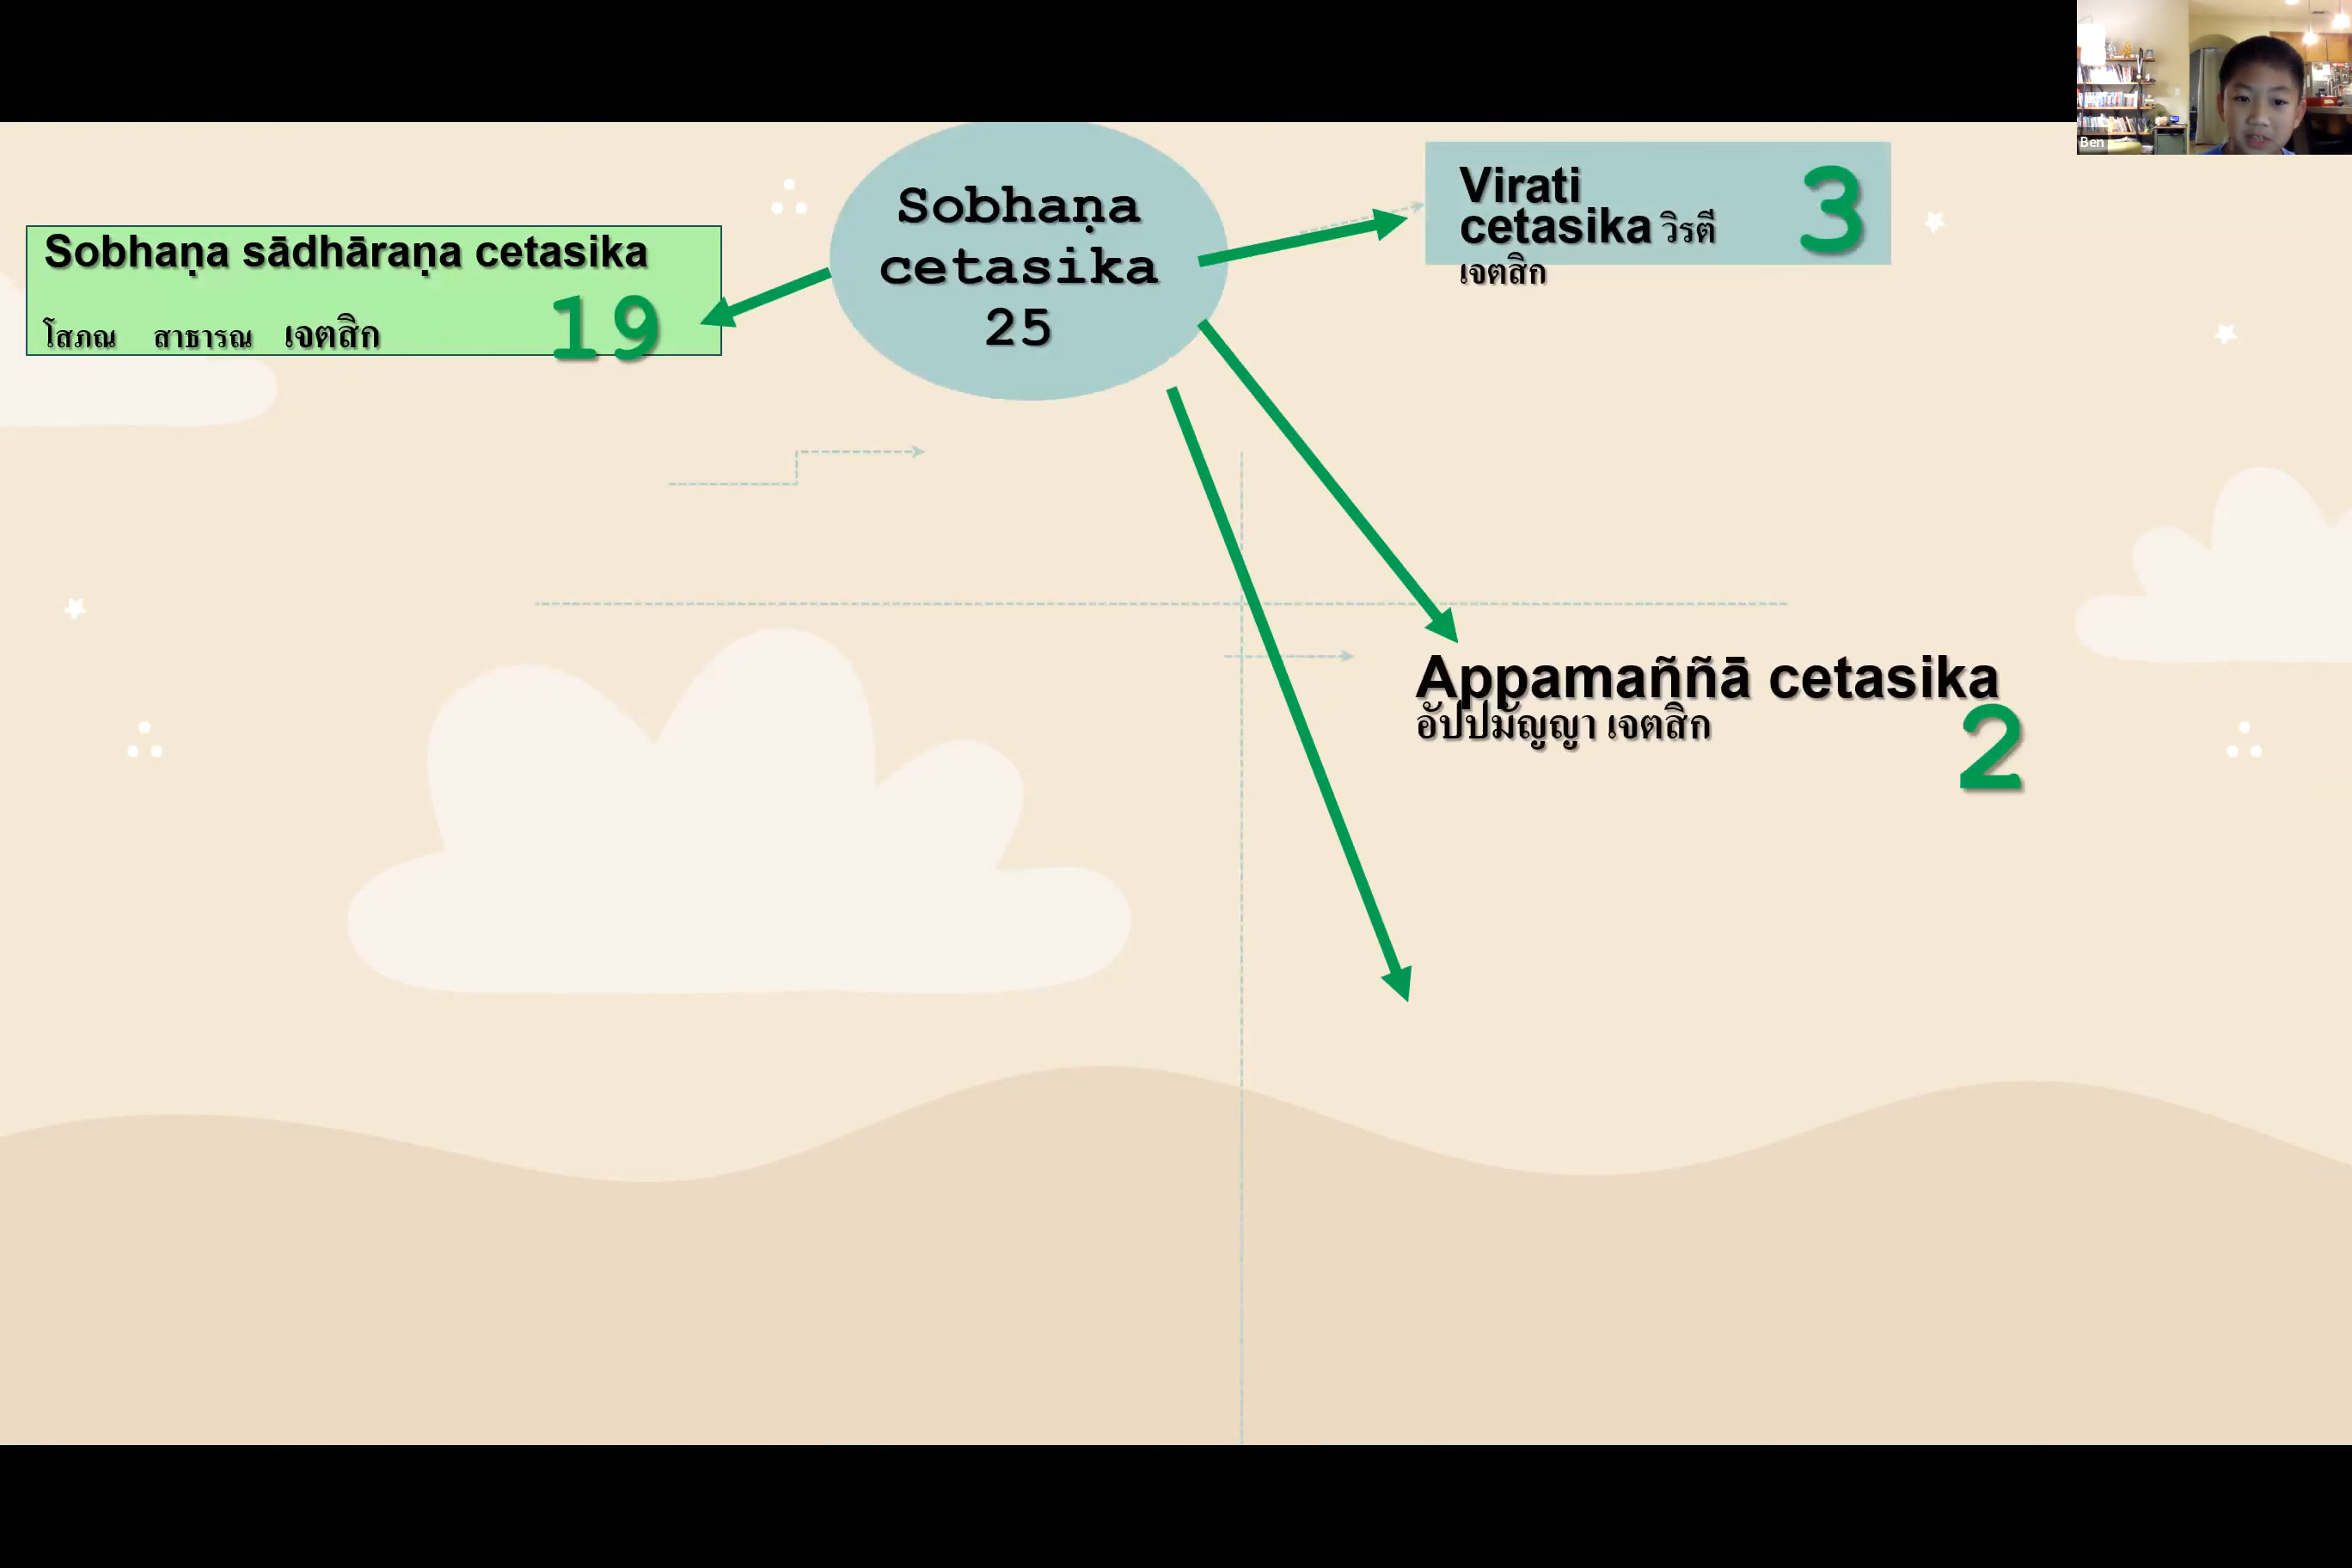 Sobhaṇa
cetasika
25
Sobhaṇa sādhāraṇa cetasika
โสภณ สาธารณ เจตสิก 19
Virati
cetasika วิรตี
เจตสิก
3
Appamaññā cetasika
อัปปมัญญา เจตสิก
2
Ben